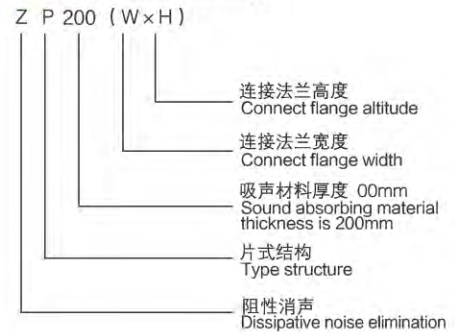 Z P 200 (W×H)
连接法兰高度
Connect flange altitude
连接法兰宽度
Connect flange width
吸声材料厚度 00mm
Sound absorbing material
thickness is 200mm
片式结构
Type structure
阻性消声
Dissipative noise elimination